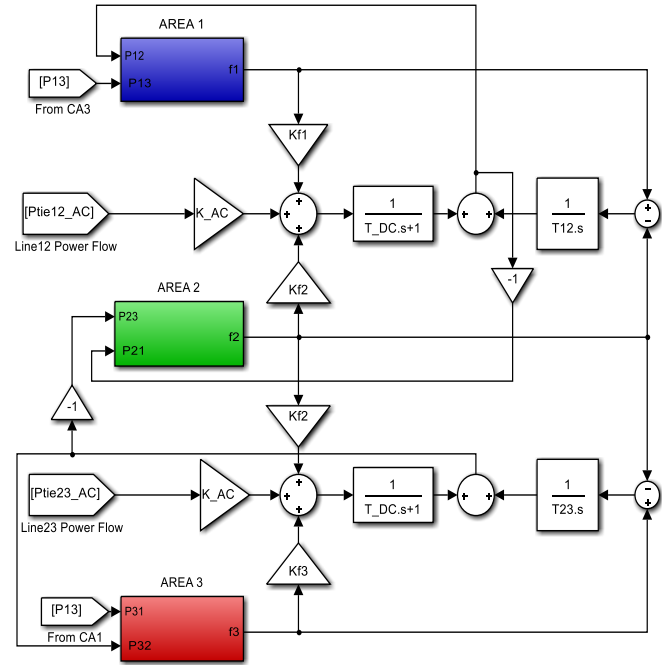 AREA 1
P12
f1
[P13]
P13
From CA3
Kf1
+
[Ptie12_AC]
K_AC
+
+
1
T_DC.s+1
+
+
1
T12.s
+
−
Line12 Power Flow
-1
Kf2
AREA 2
P23
f2
P21
-1
Kf2
+
[Ptie23_AC]
K_AC
+
+
1
T_DC.s+1
+
+
1
T23.s
−
+
Line23 Power Flow
Kf3
AREA 3
[P13]
P31
f3
From CA1
P32